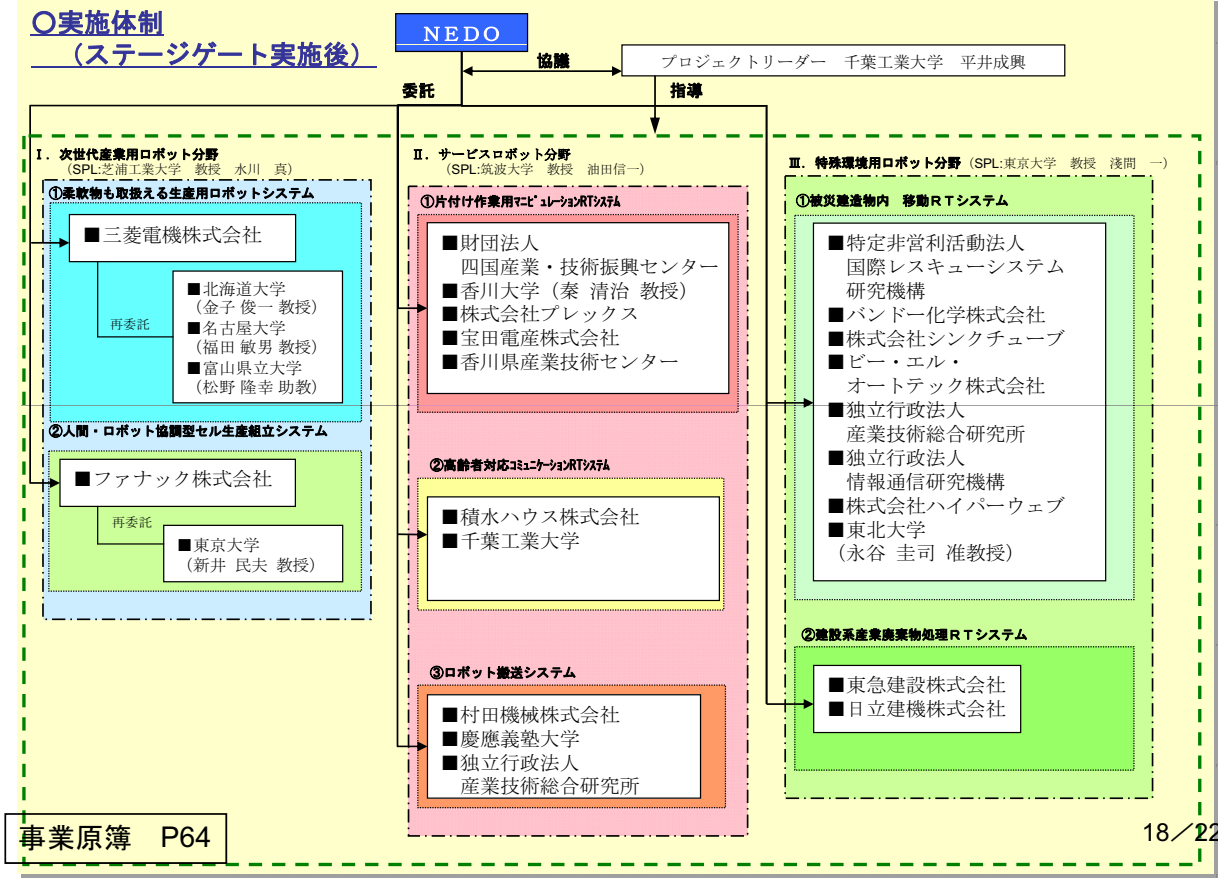 〇実施体制
(ステージゲート実施後)
NEDO
協議
プロジェクトリーダー 千葉工業大学 平井成興
委託
指導
Ⅰ. 次世代産業用ロボット分野
(SPL:芝浦工業大学 教授 水川 真)
①柔軟物も取扱える生産用ロボットシステム
■三菱電機株式会社
再委託
■北海道大学
(金子 俊一 教授)
■名古屋大学
(福田 敏男 教授)
■富山県立大学
(松野 隆幸 助教)
②人間・ロボット協調型セル生産組立システム
■ファナック株式会社
再委託
■東京大学
(新井 民夫 教授)
Ⅱ. サービスロボット分野
(SPL:筑波大学 教授 油田信一)
①片付け作業用ﾏﾆﾋﾟｭﾚｰｼｮﾝRTｼｽﾃﾑ
■財団法人
四国産業・技術振興センター
■香川大学(秦 清治 教授)
■株式会社プレックス
■宝田電産株式会社
■香川県産業技術センター
②高齢者対応ｺﾐｭﾆｹｰｼｮﾝRTｼｽﾃﾑ
■積水ハウス株式会社
■千葉工業大学
③ロボット搬送システム
■村田機械株式会社
■慶應義塾大学
■独立行政法人
産業技術総合研究所
Ⅲ. 特殊環境用ロボット分野 (SPL:東京大学 教授 淺間 一)
①被災建造物内 移動RTシステム
■特定非営利活動法人
国際レスキューシステム
研究機構
■バンドー化学株式会社
■株式会社シンクチューブ
■ビー・エル・
オートテック株式会社
■独立行政法人
産業技術総合研究所
■独立行政法人
情報通信研究機構
■株式会社ハイパーウェブ
■東北大学
(永谷 圭司 准教授)
②建設系産業廃棄物処理RTシステム
■東急建設株式会社
■日立建機株式会社
事業原簿 P64
18／22